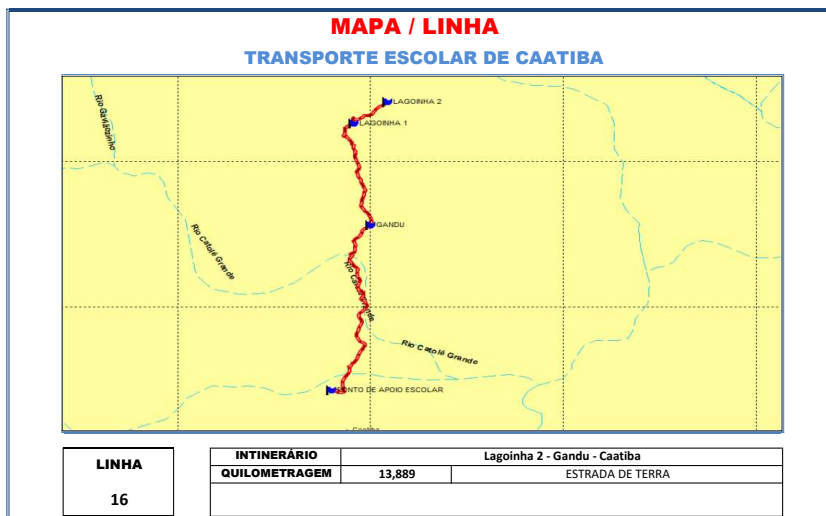 MAPA / LINHA
TRANSPORTE ESCOLAR DE CAATIBA
LAGOINHA 2
LAGOINHA 1
Rio Gaviãozinho
GANDU
Rio Catolé Grande
Rio Catolé Grande
Rio Catolé Grande
PONTO DE APOIO ESCOLAR
Caatiba
LINHA
16
INTINERÁRIO Lagoinha 2 - Gandu - Caatiba
QUILOMETRAGEM 13,889 ESTRADA DE TERRA